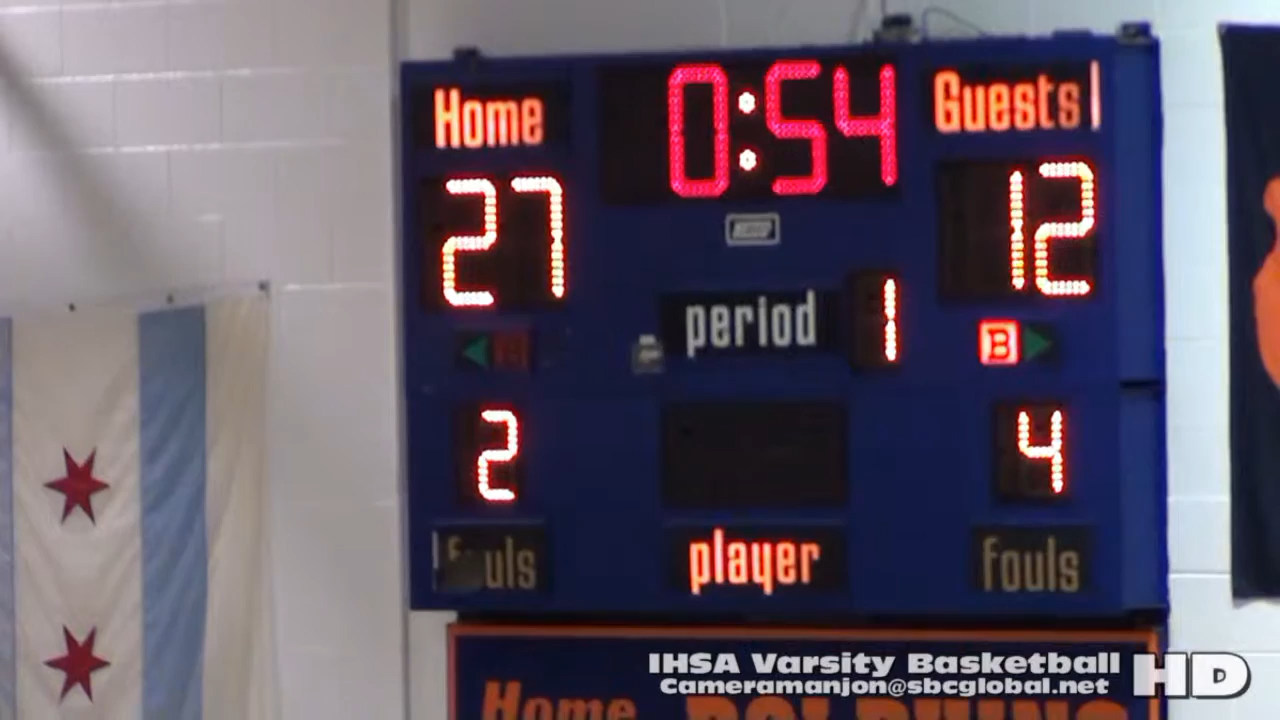 Home 0:54 Guests
27 12
period 1
B
2 4
Fouls player Fouls
Home DOLPHINS
IHSA Varsity Basketball
Cameramanjon@sbcglobal.net HD